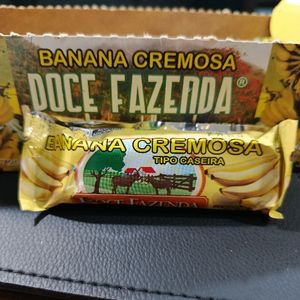 BANANA CREMOSA
DOCE FAZENDA®
BANANA CREMOSA
TIPO CASEIRA
DOCE FAZENDA